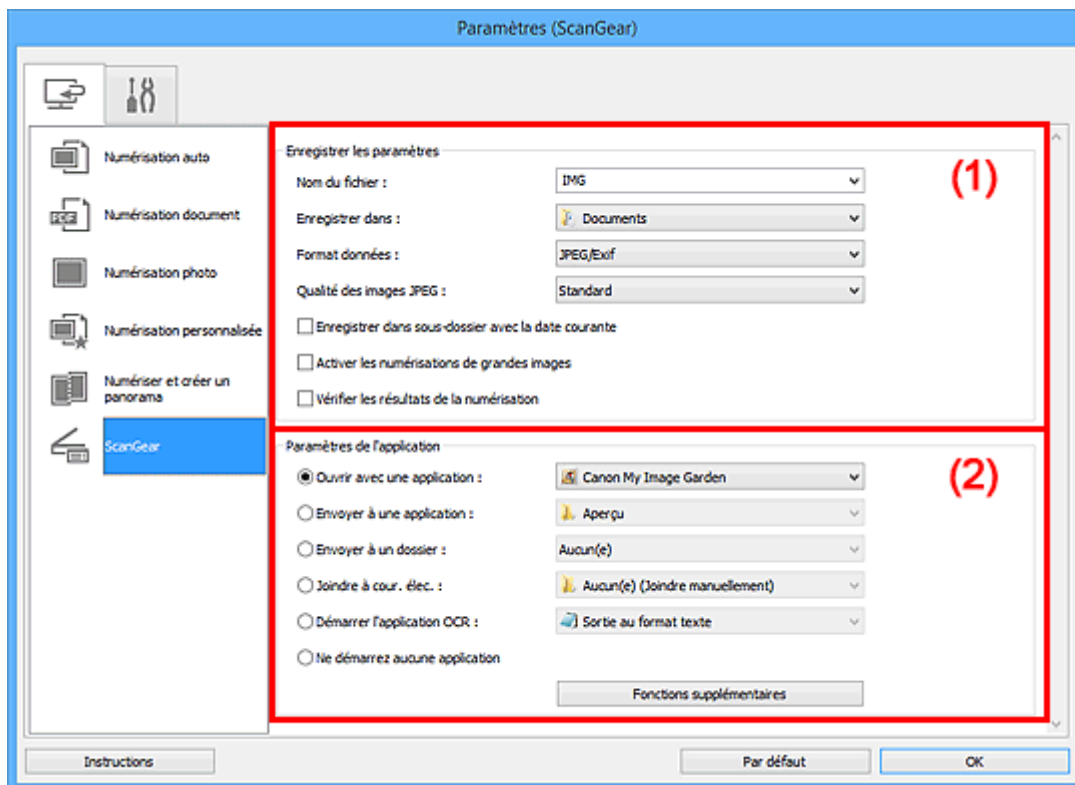 Paramètres (ScanGear)
Numérisation auto
PDF
Numérisation document
Numérisation photo
Numérisation personnalisée
Numériser et créer un
panorama
ScanGear
Enregistrer les paramètres
(1)
Nom du fichier :
IMG
Enregistrer dans :
Documents
Format données :
JPEG/Exif
Qualité des images JPEG :
Standard
Enregistrer dans sous-dossier avec la date courante
Activer les numérisations de grandes images
Vérifier les résultats de la numérisation
Paramètres de l'application
(2)
Ouvrir avec une application :
Canon My Image Garden
Envoyer à une application :
Aperçu
Envoyer à un dossier :
Aucun(e)
Joindre à cour. élec. :
Aucun(e) (Joindre manuellement)
Démarrer l'application OCR :
Sortie au format texte
Ne démarrez aucune application
Fonctions supplémentaires
Instructions
Par défaut
OK